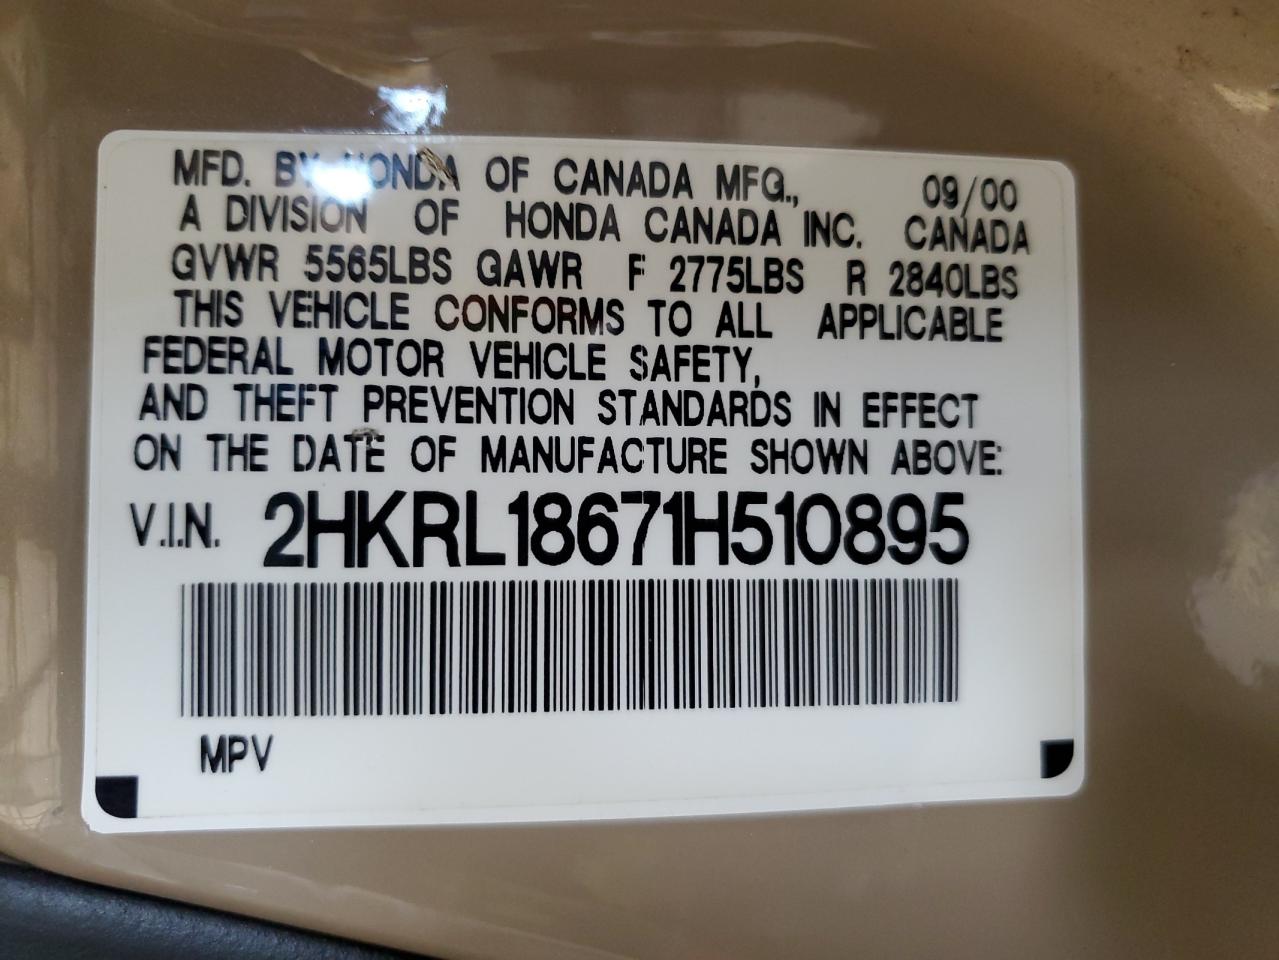 MFD. BY HONDA OF CANADA MFG., 09/00
A DIVISION OF HONDA CANADA INC. CANADA
GVWR 5565LBS GAWR F 2775LBS R 2840LBS
THIS VEHICLE CONFORMS TO ALL APPLICABLE
FEDERAL MOTOR VEHICLE SAFETY,
AND THEFT PREVENTION STANDARDS IN EFFECT
ON THE DATE OF MANUFACTURE SHOWN ABOVE:
V.I.N. 2HKRL18671H510895
MPV